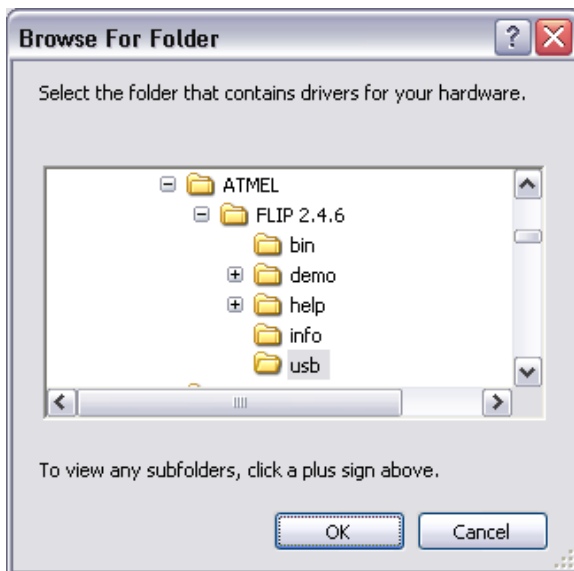 Browse For Folder
Select the folder that contains drivers for your hardware.
ATMEL
FLIP 2.4.6
bin
demo
help
info
usb
To view any subfolders, click a plus sign above.
OK
Cancel